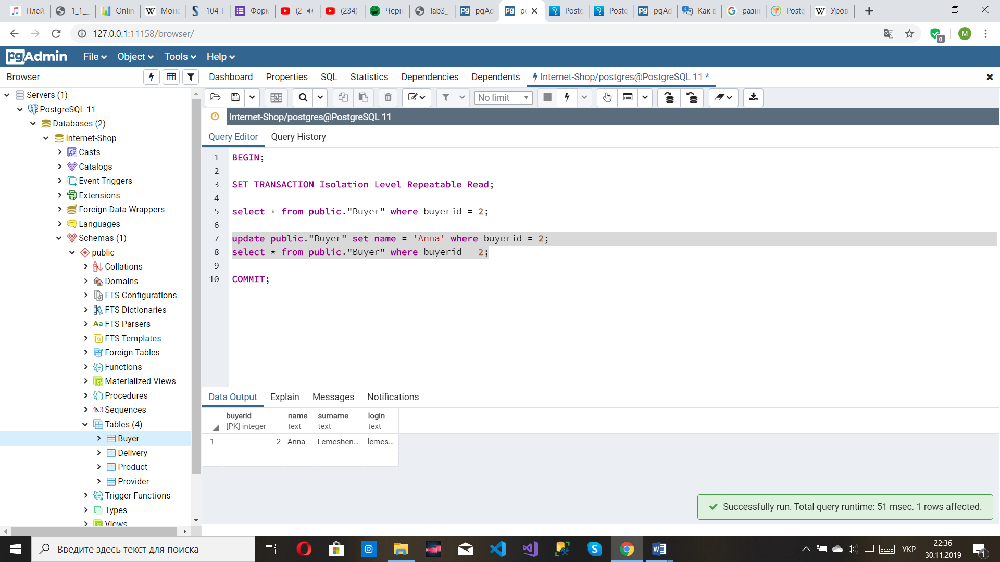 Плей
1_1_
Onlin
Монс
104 Т
Форм
(2
(234)
Черн
lab3_
pgAd
Postg
Postg
pgAd
Как в
разн
Postg
Уров
127.0.0.1:11158/browser/
0
M
pgAdmin File Object Tools Help
Browser
Dashboard Properties SQL Statistics Dependencies Dependents Internet-Shop/postgres@PostgreSQL 11 *
No limit
Internet-Shop/postgres@PostgreSQL 11
Query Editor Query History
Servers (1)
PostgreSQL 11
Databases (2)
Internet-Shop
Casts
Catalogs
Event Triggers
Extensions
Foreign Data Wrappers
Languages
Schemas (1)
public
Collations
Domains
FTS Configurations
FTS Dictionaries
FTS Parsers
FTS Templates
Foreign Tables
Functions
Materialized Views
Procedures
Sequences
Tables (4)
Buyer
Delivery
Product
Provider
Trigger Functions
Types
Views
1 BEGIN;
2
3 SET TRANSACTION Isolation Level Repeatable Read;
4
5 select * from public."Buyer" where buyerid = 2;
6
7 update public."Buyer" set name = 'Anna' where buyerid = 2;
8 select * from public."Buyer" where buyerid = 2;
9
10 COMMIT;
Data Output Explain Messages Notifications
buyerid name surname login
[PK] integer text text text
1 2 Anna Lemeshen... lemes...
Successfully run. Total query runtime: 51 msec. 1 rows affected.
Введите здесь текст для поиска
УКР
22:36
30.11.2019
1